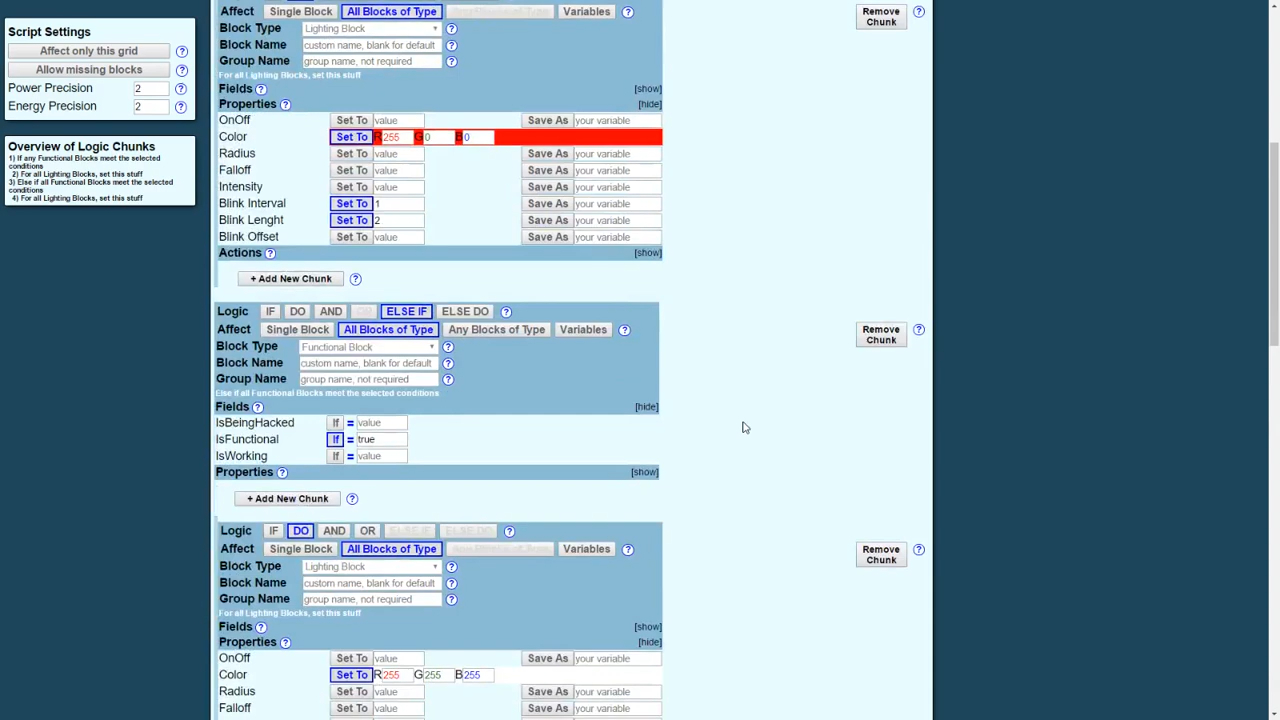 Script Settings
Affect only this grid ?
Allow missing blocks ?
Power Precision 2 ?
Energy Precision 2 ?
Overview of Logic Chunks
1) If any Functional Blocks meet the selected
conditions
2) For all Lighting Blocks, set this stuff
3) Else if all Functional Blocks meet the selected
conditions
4) For all Lighting Blocks, set this stuff
Affect Single Block All Blocks of Type Any Blocks of Type Variables ?
Remove Chunk ?
Block Type Lighting Block ?
Block Name custom name, blank for default ?
Group Name group name, not required ?
For all Lighting Blocks, set this stuff
Fields ? [show]
Properties ? [hide]
OnOff Set To value Save As your variable
Color Set To R 255 G 0 B 0
Radius Set To value Save As your variable
Falloff Set To value Save As your variable
Intensity Set To value Save As your variable
Blink Interval Set To 1 Save As your variable
Blink Lenght Set To 2 Save As your variable
Blink Offset Set To value Save As your variable
Actions ? [show]
+ Add New Chunk ?
Logic IF DO AND OR ELSE IF ELSE DO ?
Affect Single Block All Blocks of Type Any Blocks of Type Variables ?
Remove Chunk ?
Block Type Functional Block ?
Block Name custom name, blank for default ?
Group Name group name, not required ?
Else if all Functional Blocks meet the selected conditions
Fields ? [hide]
IsBeingHacked If = value
IsFunctional If = true
IsWorking If = value
Properties ? [show]
+ Add New Chunk ?
Logic IF DO AND OR ELSE IF ELSE DO ?
Affect Single Block All Blocks of Type Any Blocks of Type Variables ?
Remove Chunk ?
Block Type Lighting Block ?
Block Name custom name, blank for default ?
Group Name group name, not required ?
For all Lighting Blocks, set this stuff
Fields ? [show]
Properties ? [hide]
OnOff Set To value Save As your variable
Color Set To R 255 G 255 B 255
Radius Set To value Save As your variable
Falloff Set To value Save As your variable